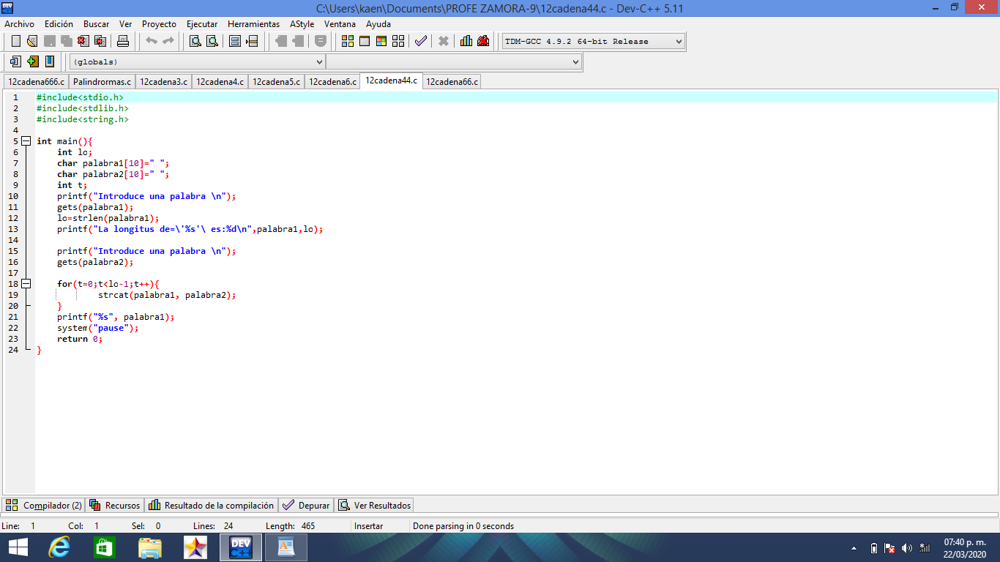 C:\Users\kaen\Documents\PROFE ZAMORA-9\12cadena44.c - Dev-C++ 5.11
Archivo Edición Buscar Ver Proyecto Ejecutar Herramientas AStyle Ventana Ayuda
TDM-GCC 4.9.2 64-bit Release
(globals)
12cadena666.c Palindrormas.c 12cadena3.c 12cadena4.c 12cadena5.c 12cadena6.c 12cadena44.c 12cadena66.c
1 #include<stdio.h>
2 #include<stdlib.h>
3 #include<string.h>
4
5 int main(){
6 int lo;
7 char palabra1[10]=" ";
8 char palabra2[10]=" ";
9 int t;
10 printf("Introduce una palabra \n");
11 gets(palabra1);
12 lo=strlen(palabra1);
13 printf("La longitus de=\'%s'\ es:%d\n",palabra1,lo);
14
15 printf("Introduce una palabra \n");
16 gets(palabra2);
17
18 for(t=0;t<lo-1;t++){
19 strcat(palabra1, palabra2);
20 }
21 printf("%s", palabra1);
22 system("pause");
23 return 0;
24 }
Compilador (2) Recursos Resultado de la compilación Depurar Ver Resultados
Line: 1 Col: 1 Sel: 0 Lines: 24 Length: 465 Insertar Done parsing in 0 seconds
DEV C++
07:40 p. m.
22/03/2020